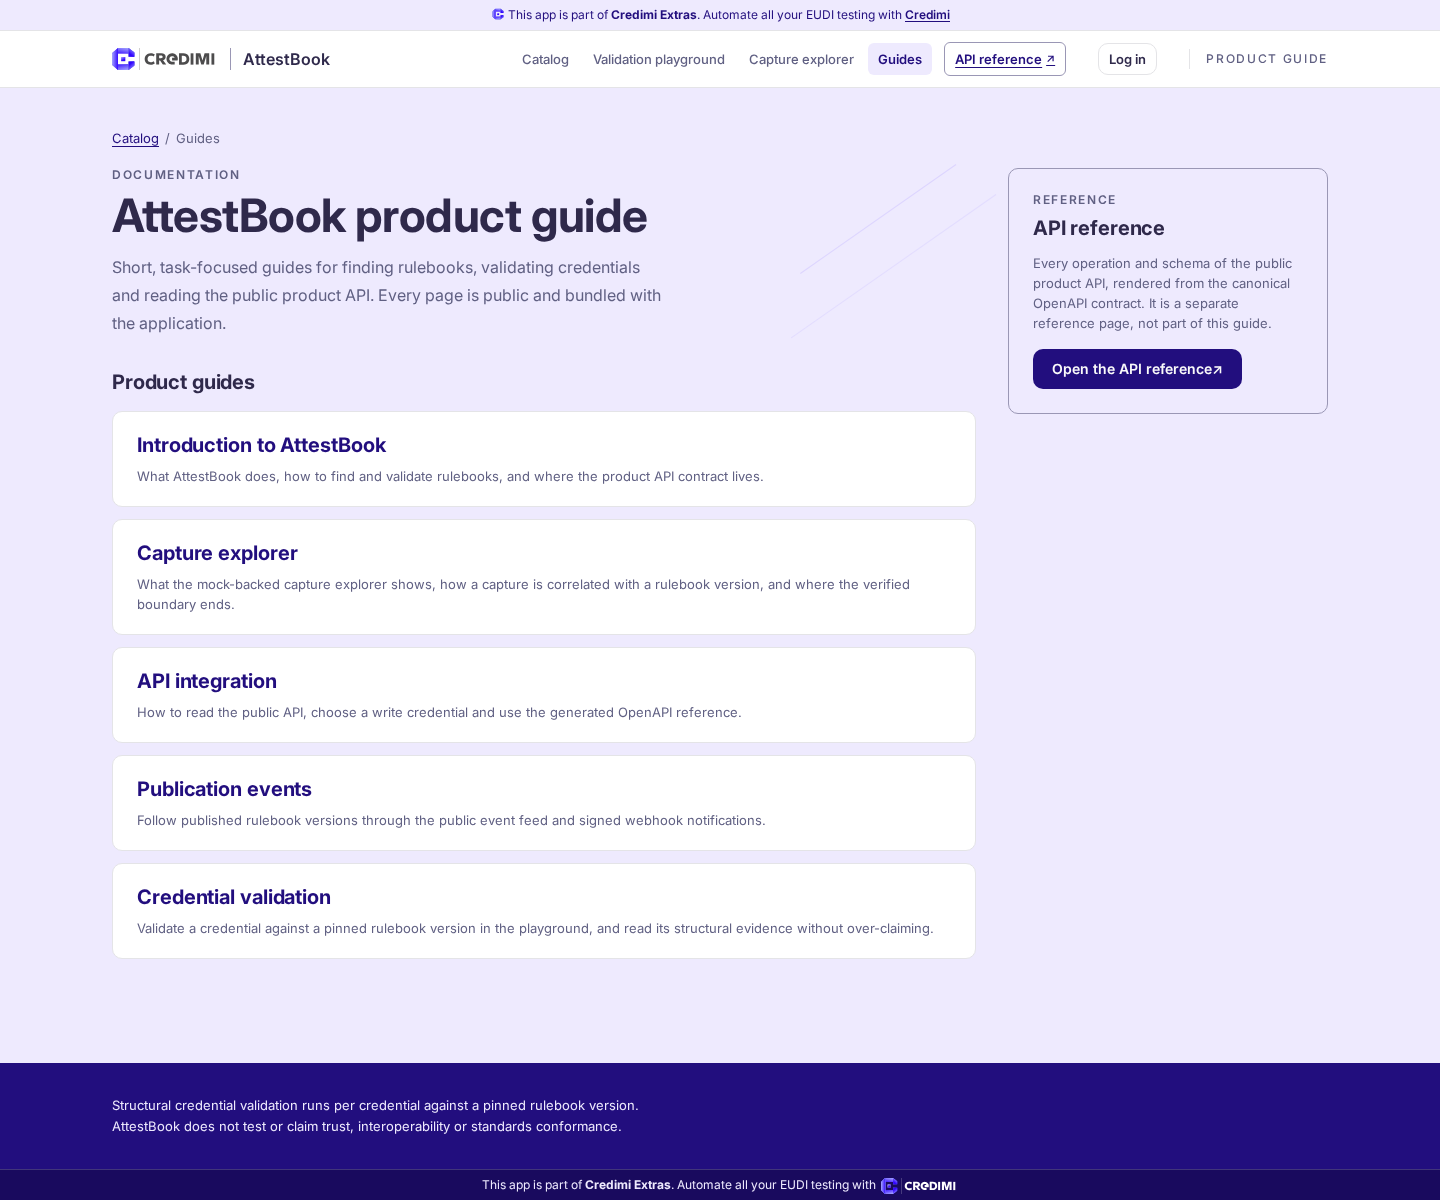 This app is part of Credimi Extras. Automate all your EUDI testing with Credimi
CREDIMI AttestBook Catalog Validation playground Capture explorer Guides API reference ↗ Log in PRODUCT GUIDE
Catalog / Guides
DOCUMENTATION
AttestBook product guide
Short, task-focused guides for finding rulebooks, validating credentials
and reading the public product API. Every page is public and bundled with
the application.
REFERENCE
API reference
Every operation and schema of the public
product API, rendered from the canonical
OpenAPI contract. It is a separate
reference page, not part of this guide.
Open the API reference↗
Product guides
Introduction to AttestBook
What AttestBook does, how to find and validate rulebooks, and where the product API contract lives.
Capture explorer
What the mock-backed capture explorer shows, how a capture is correlated with a rulebook version, and where the verified
boundary ends.
API integration
How to read the public API, choose a write credential and use the generated OpenAPI reference.
Publication events
Follow published rulebook versions through the public event feed and signed webhook notifications.
Credential validation
Validate a credential against a pinned rulebook version in the playground, and read its structural evidence without over-claiming.
Structural credential validation runs per credential against a pinned rulebook version.
AttestBook does not test or claim trust, interoperability or standards conformance.
This app is part of Credimi Extras. Automate all your EUDI testing with CREDIMI